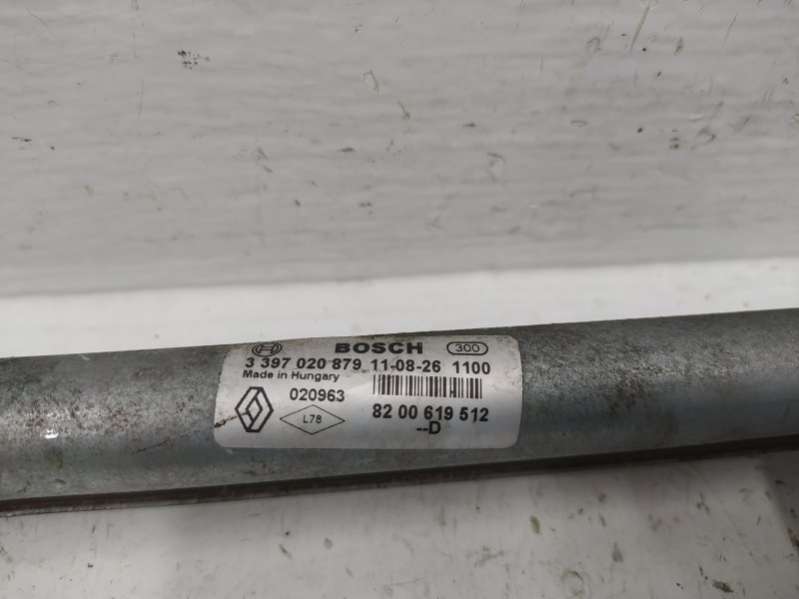 BOSCH 300
3 397 020 879 11-08-26 1100
Made in Hungary
020963
L78
82 00 619 512
--D